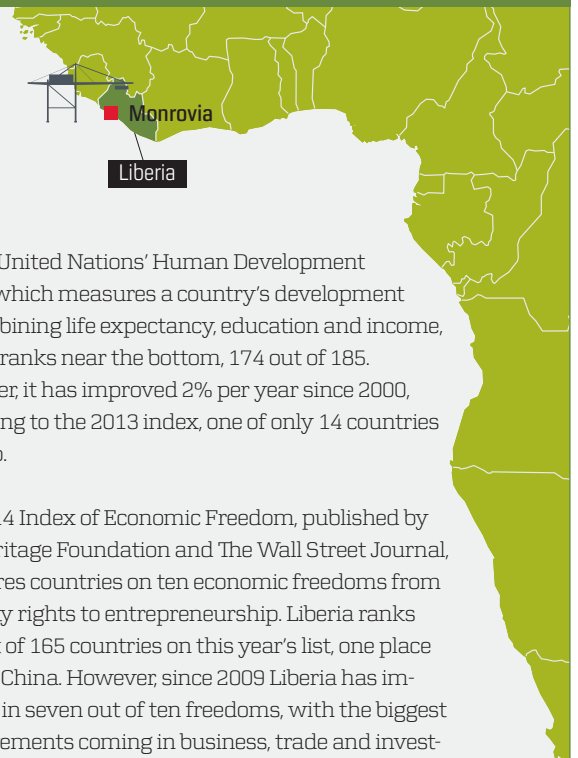 Monrovia
Liberia
United Nations' Human Development
which measures a country's development
bining life expectancy, education and income,
ranks near the bottom, 174 out of 185.
er, it has improved 2% per year since 2000,
ng to the 2013 index, one of only 14 countries
o.
14 Index of Economic Freedom, published by
ritage Foundation and The Wall Street Journal,
res countries on ten economic freedoms from
y rights to entrepreneurship. Liberia ranks
of 165 countries on this year's list, one place
China. However, since 2009 Liberia has im-
in seven out of ten freedoms, with the biggest
ements coming in business, trade and invest-